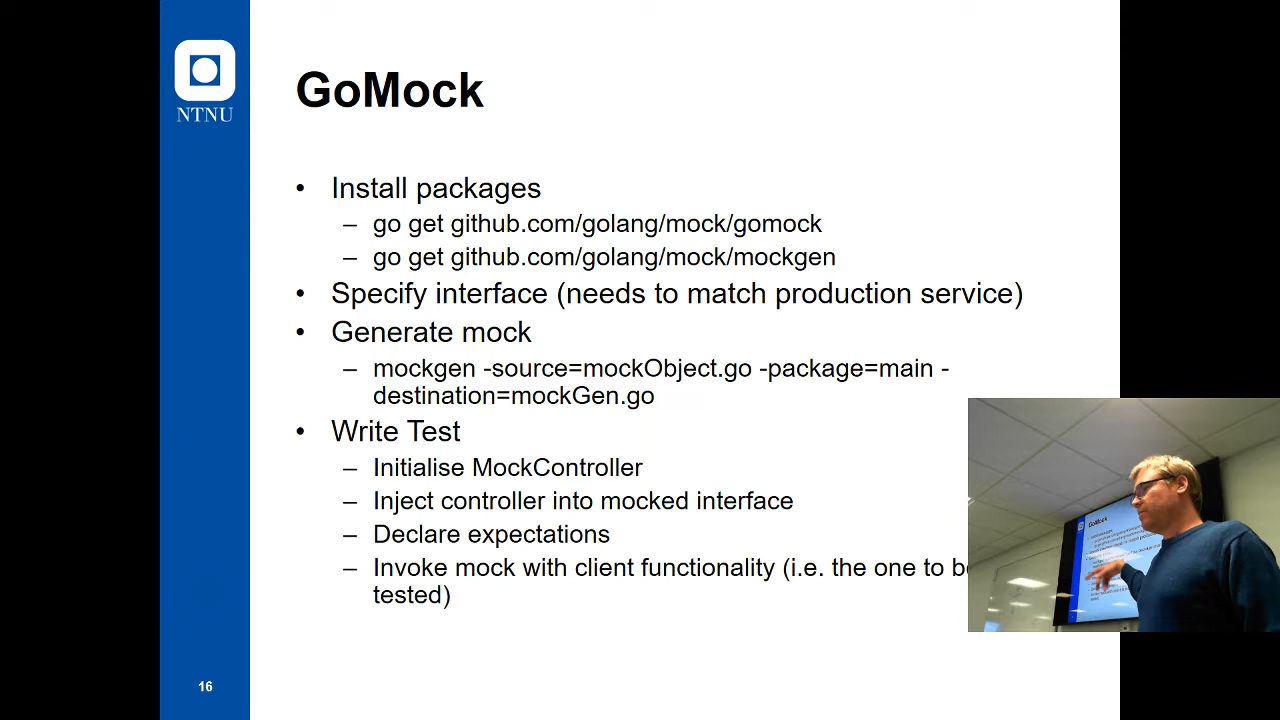 NTNU
GoMock
• Install packages
– go get github.com/golang/mock/gomock
– go get github.com/golang/mock/mockgen
• Specify interface (needs to match production service)
• Generate mock
– mockgen -source=mockObject.go -package=main -
destination=mockGen.go
• Write Test
– Initialise MockController
– Inject controller into mocked interface
– Declare expectations
– Invoke mock with client functionality (i.e. the one to be
tested)
GoMock
16